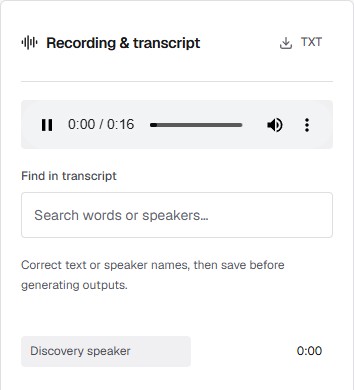 Recording & transcript TXT
0:00 / 0:16
Find in transcript
Search words or speakers...
Correct text or speaker names, then save before
generating outputs.
Discovery speaker 0:00